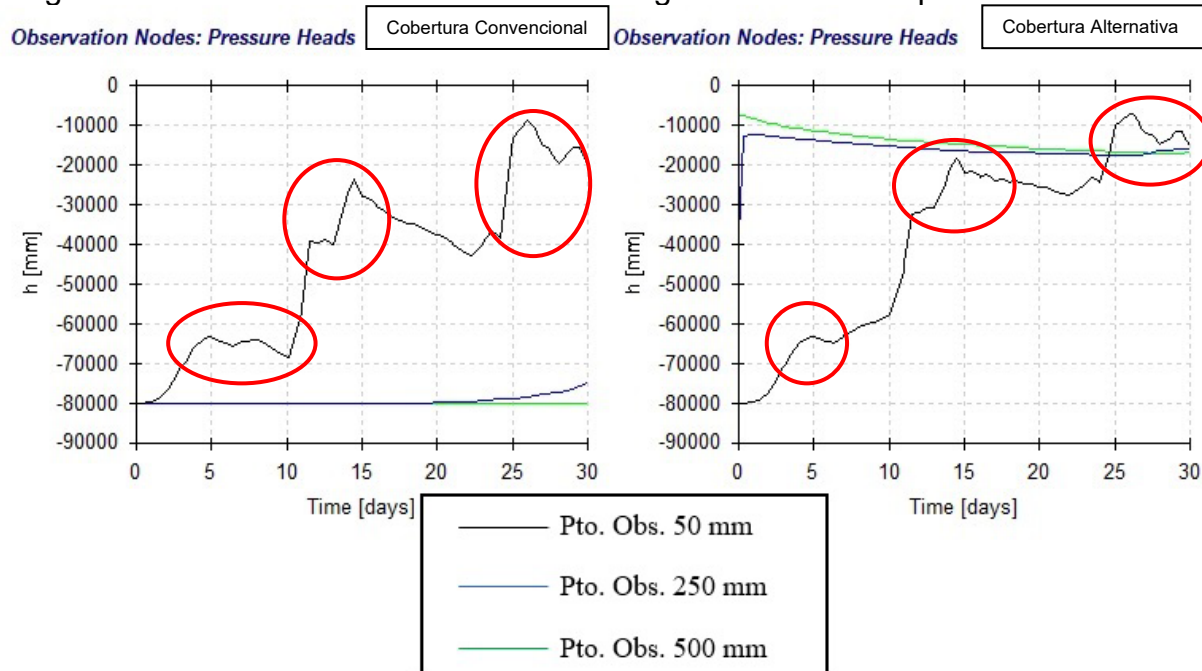 Observation Nodes: Pressure Heads
Cobertura Convencional
0
-10000
-20000
-30000
-40000
-50000
-60000
-70000
-80000
-90000
h [mm]
0 5 10 15 20 25 30
Time [days]
Observation Nodes: Pressure Heads
Cobertura Alternativa
0
-10000
-20000
-30000
-40000
-50000
-60000
-70000
-80000
-90000
h [mm]
0 5 10 15 20 25 30
Time [days]
Pto. Obs. 50 mm
Pto. Obs. 250 mm
Pto. Obs. 500 mm